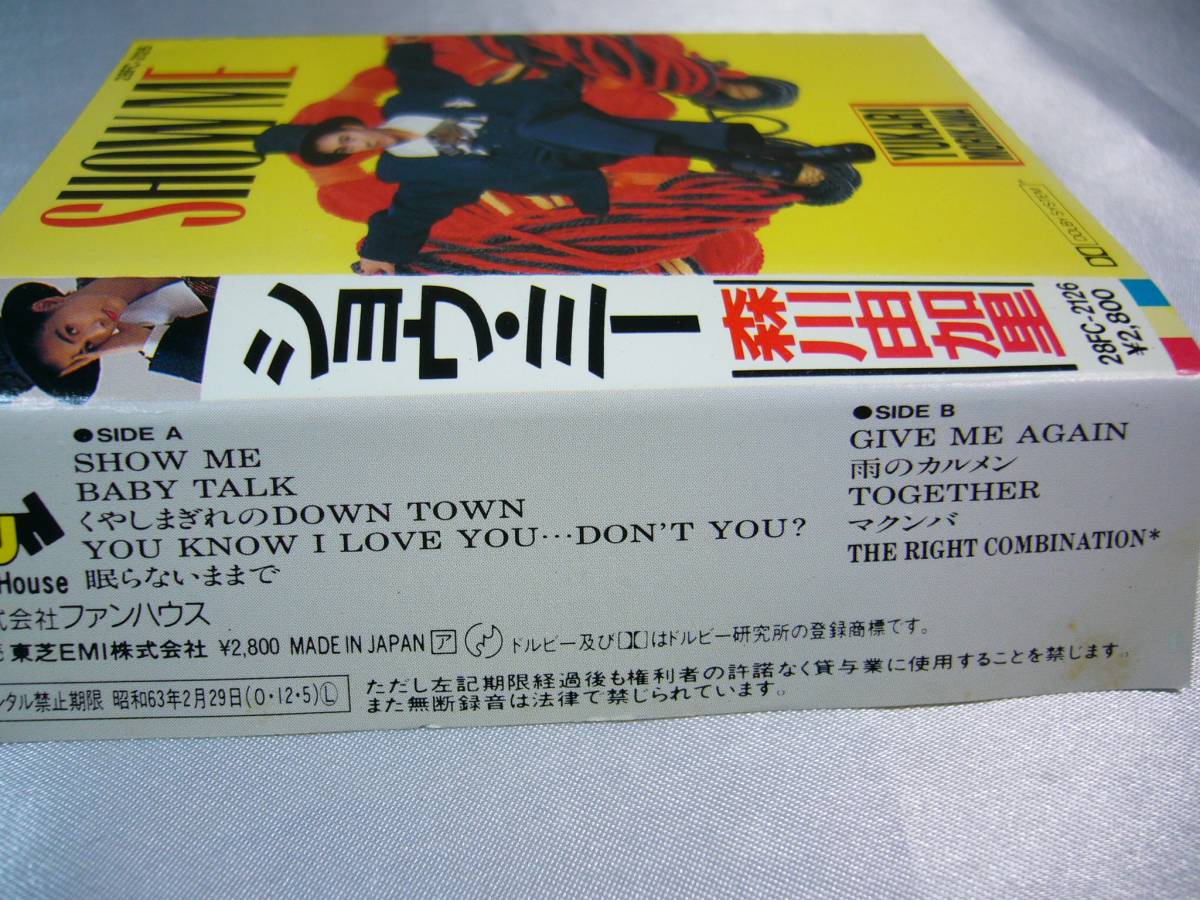 SHOW ME
YUKARI
MORIKAWA
DOLBY SYSTEM
ショウ・ミー
森川由加里
28FC-2126
¥2,800
●SIDE A
SHOW ME
BABY TALK
くやしまぎれのDOWN TOWN
YOU KNOW I LOVE YOU…DON'T YOU?
眠らないままで
●SIDE B
GIVE ME AGAIN
雨のカルメン
TOGETHER
マクンバ
THE RIGHT COMBINATION*
House
式会社ファンハウス
東芝EMI株式会社 ¥2,800 MADE IN JAPAN ア ドルビー及びはドルビー研究所の登録商標です。
ンタル禁止期限 昭和63年2月29日(O・12・5)Ⓛ
ただし左記期限経過後も権利者の許諾なく貸与業に使用することを禁じます。
また無断録音は法律で禁じられています。